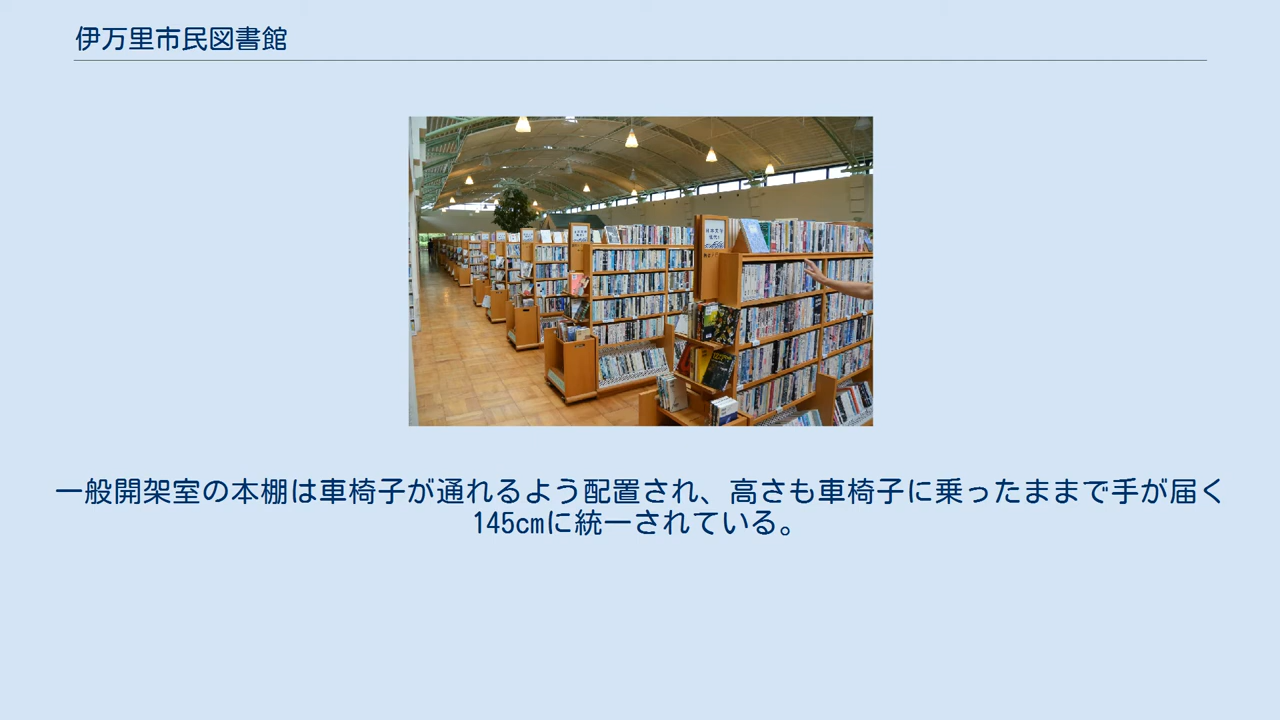 伊万里市民図書館
一般開架室の本棚は車椅子が通れるよう配置され、高さも車椅子に乗ったままで手が届く
145cmに統一されている。